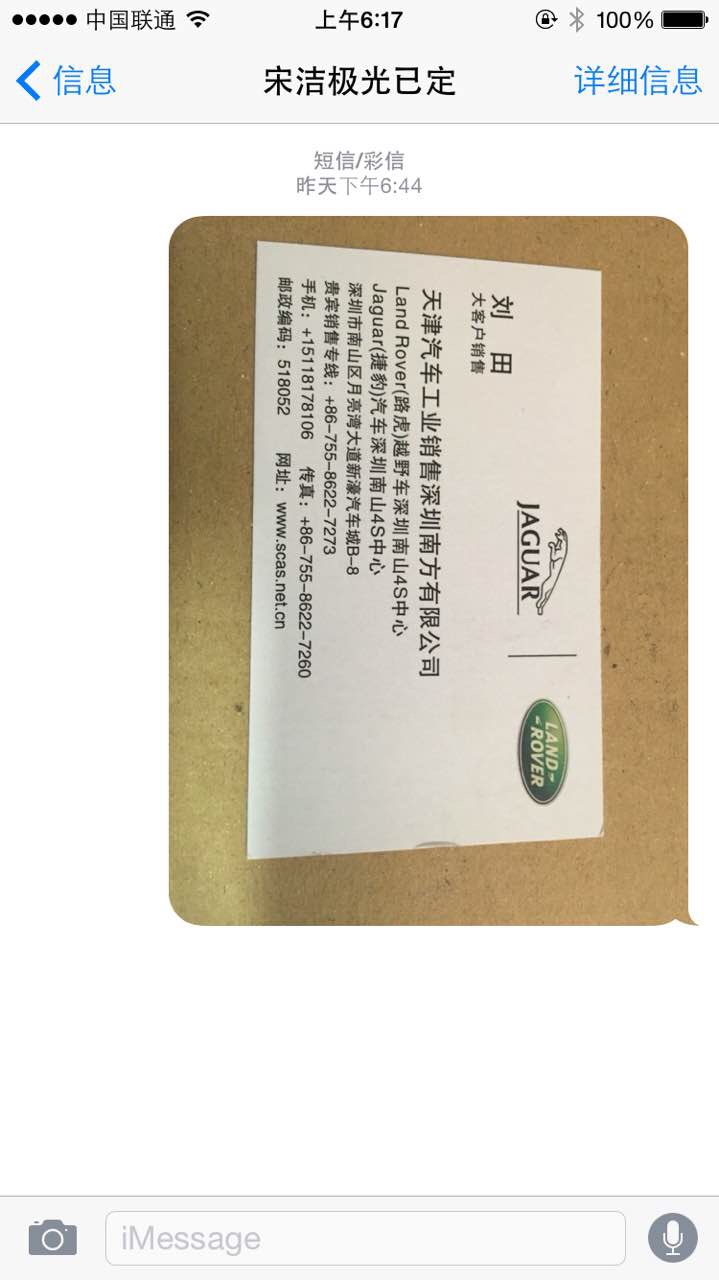 中国联通
上午6:17
100%
信息
宋洁极光已定
详细信息
短信/彩信
昨天下午6:44
JAGUAR
LAND ROVER
刘 田
大客户销售
天津汽车工业销售深圳南方有限公司
Land Rover(路虎)越野车深圳南山4S中心
Jaguar(捷豹)汽车深圳南山4S中心
深圳市南山区月亮湾大道新濠汽车城B-8
贵宾销售专线：+86-755-8622-7273
手机：+15118178106 传真：+86-755-8622-7260
邮政编码：518052 网址：www.scas.net.cn
iMessage